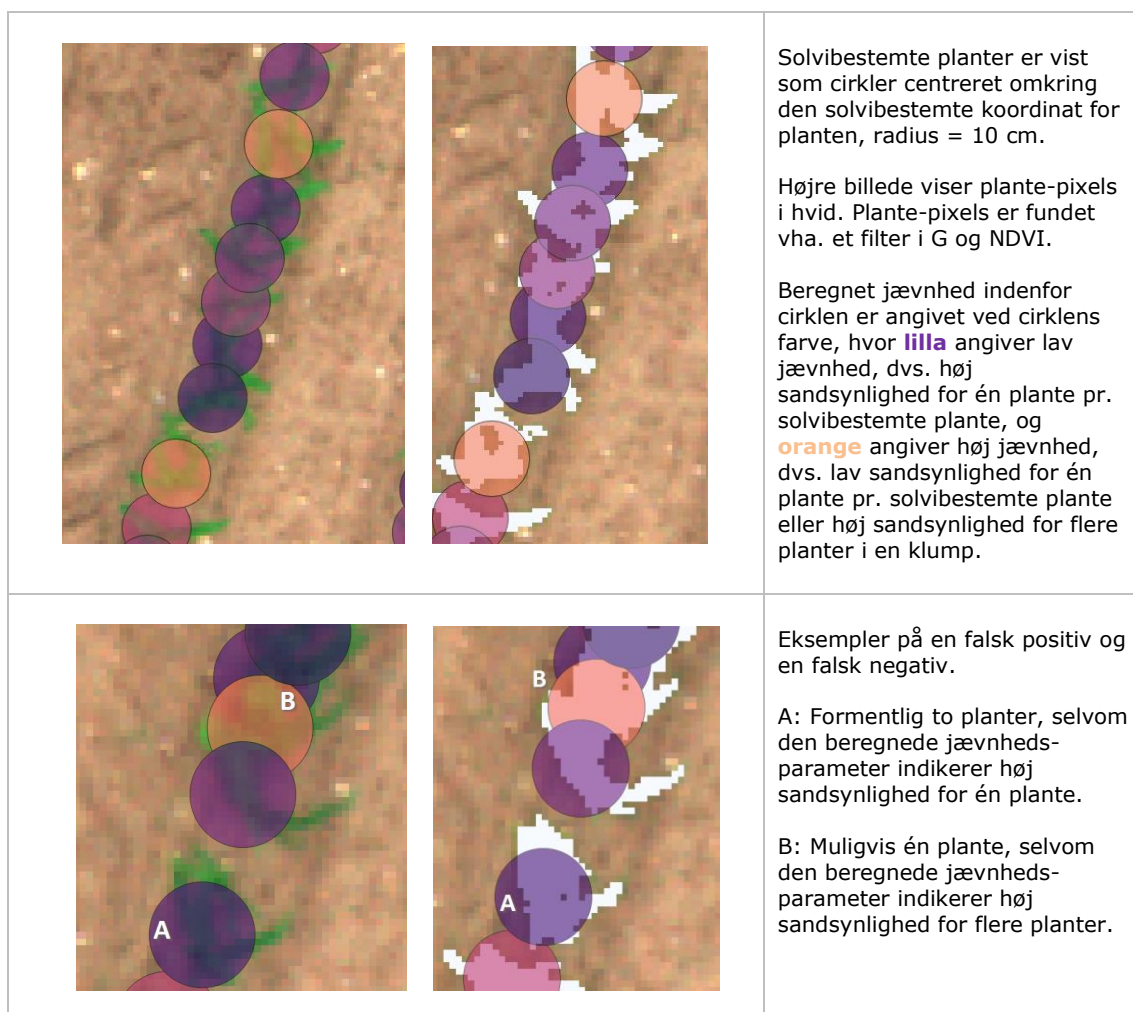 Solvibestemte planter er vist
som cirkler centreret omkring
den solvibestemte koordinat for
planten, radius = 10 cm.
Højre billede viser plante-pixels
i hvid. Plante-pixels er fundet
vha. et filter i G og NDVI.
Beregnet jævnhed indenfor
cirklen er angivet ved cirklens
farve, hvor lilla angiver lav
jævnhed, dvs. høj
sandsynlighed for én plante pr.
solvibestemte plante, og
orange angiver høj jævnhed,
dvs. lav sandsynlighed for én
plante pr. solvibestemte plante
eller høj sandsynlighed for flere
planter i en klump.
B
A
B
A
Eksempler på en falsk positiv og
en falsk negativ.
A: Formentlig to planter, selvom
den beregnede jævnheds-
parameter indikerer høj
sandsynlighed for én plante.
B: Muligvis én plante, selvom
den beregnede jævnheds-
parameter indikerer høj
sandsynlighed for flere planter.